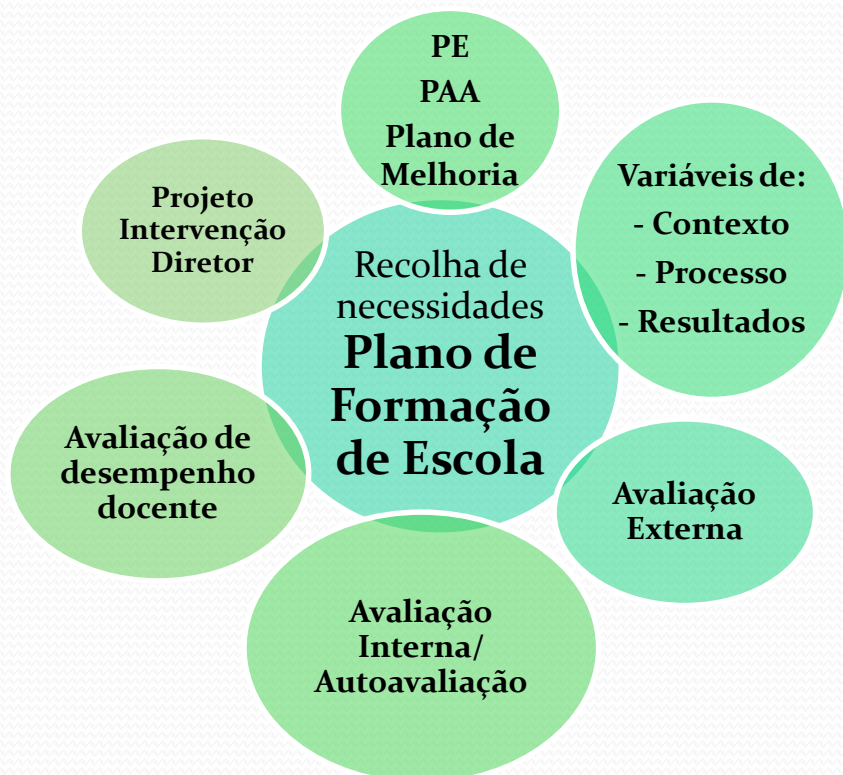 PE
PAA
Plano de
Melhoria
Variáveis de:
- Contexto
- Processo
- Resultados
Projeto
Intervenção
Diretor
Recolha de
necessidades
Plano de
Formação
de Escola
Avaliação de
desempenho
docente
Avaliação
Externa
Avaliação
Interna/
Autoavaliação